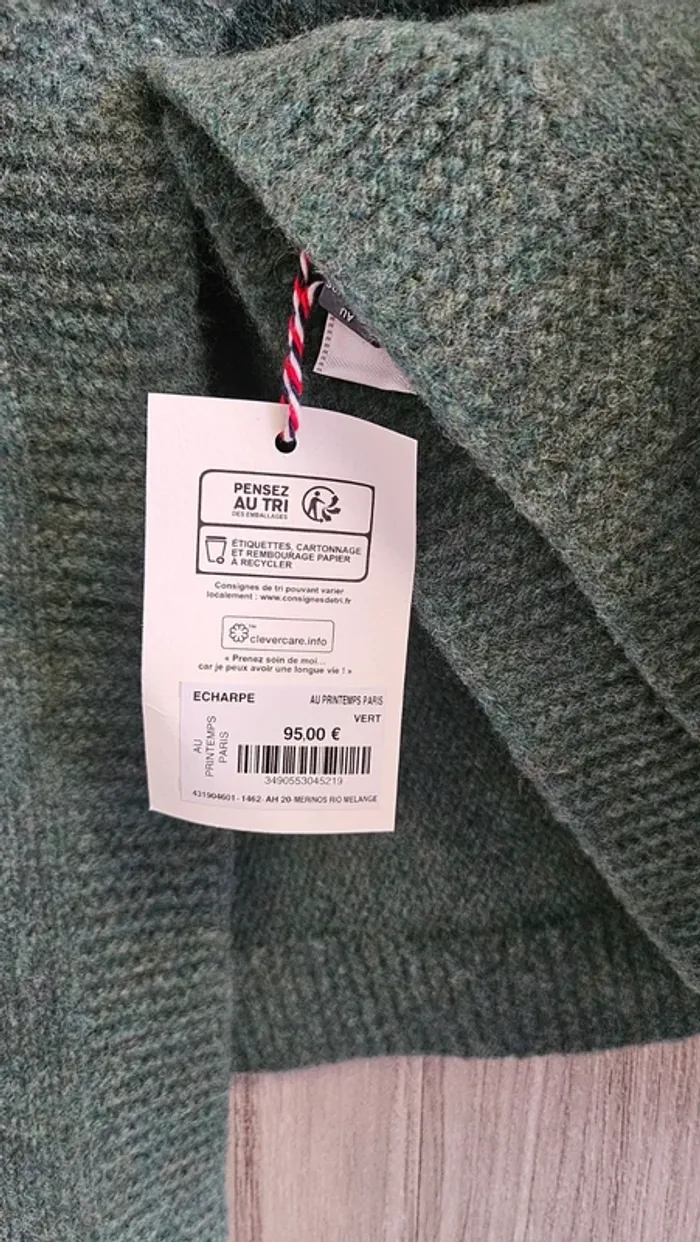 AU
PENSEZ
AU TRI
DES EMBALLAGES
ÉTIQUETTES, CARTONNAGE
ET REMBOURAGE PAPIER
À RECYCLER
Consignes de tri pouvant varier
localement : www.consignesdetri.fr
™
clevercare.info
« Prenez soin de moi...
car je peux avoir une longue vie ! »
ECHARPE AU PRINTEMPS PARIS
VERT
95,00 €
AU
PRINTEMPS
PARIS
3490553045219
431904601-1462-AH 20-MERINOS RIO MELANGE